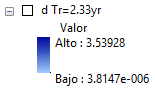 d Tr=2.33yr
Valor
Alto : 3.53928
Bajo : 3.8147e-006